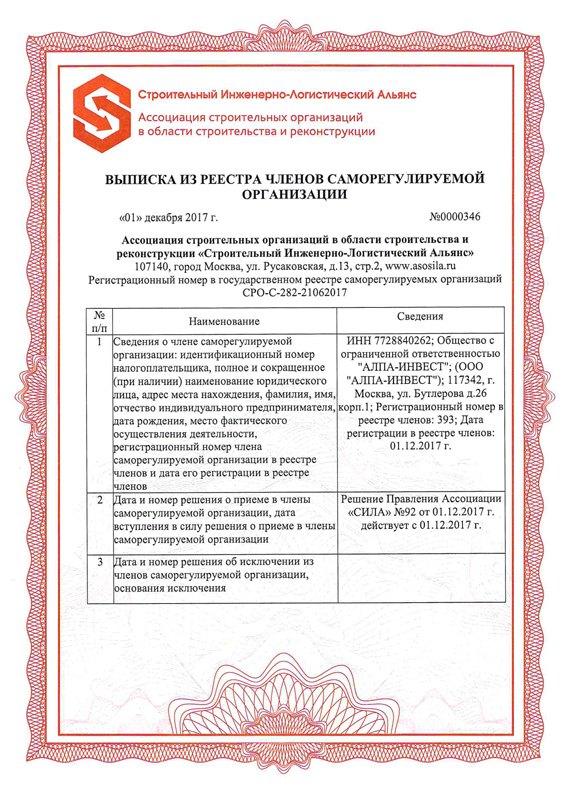 Строительный Инженерно-Логистический Альянс
Ассоциация строительных организаций
в области строительства и реконструкции
ВЫПИСКА ИЗ РЕЕСТРА ЧЛЕНОВ САМОРЕГУЛИРУЕМОЙ
ОРГАНИЗАЦИИ
«01» декабря 2017 г. №0000346
Ассоциация строительных организаций в области строительства и
реконструкции «Строительный Инженерно-Логистический Альянс»
107140, город Москва, ул. Русаковская, д.13, стр.2, www.asosila.ru
Регистрационный номер в государственном реестре саморегулируемых организаций
СРО-С-282-21062017
№
п/п
Наименование
Сведения
1
Сведения о члене саморегулируемой
организации: идентификационный номер
налогоплательщика, полное и сокращенное
(при наличии) наименование юридического
лица, адрес места нахождения, фамилия, имя,
отчество индивидуального предпринимателя,
дата рождения, место фактического
осуществления деятельности,
регистрационный номер члена
саморегулируемой организации в реестре
членов и дата его регистрации в реестре
членов
ИНН 7728840262; Общество с
ограниченной ответственностью
"АЛПА-ИНВЕСТ"; (ООО
"АЛПА-ИНВЕСТ"); 117342, г.
Москва, ул. Бутлерова д.26
корп.1; Регистрационный номер в
реестре членов: 393; Дата
регистрации в реестре членов:
01.12.2017 г.
2
Дата и номер решения о приеме в члены
саморегулируемой организации, дата
вступления в силу решения о приеме в члены
саморегулируемой организации
Решение Правления Ассоциации
«СИЛА» №92 от 01.12.2017 г.
действует с 01.12.2017 г.
3
Дата и номер решения об исключении из
членов саморегулируемой организации,
основания исключения